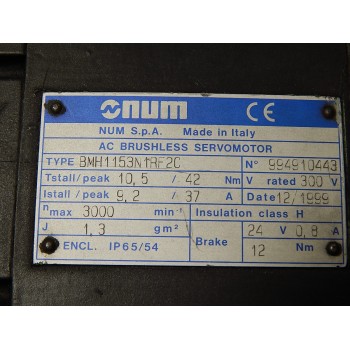 num CE
NUM S.p.A. Made in Italy
AC BRUSHLESS SERVOMOTOR
TYPE BMH1153N1RF2C N° 994910443
Tstall/peak 10,5 / 42 Nm V rated 300 V
Istall/peak 9,2 / 37 A Date 12/1999
n max 3000 min⁻¹ Insulation class H
J 1,3 gm² Brake 24 V 0,8 A
ENCL. IP65/54 12 Nm